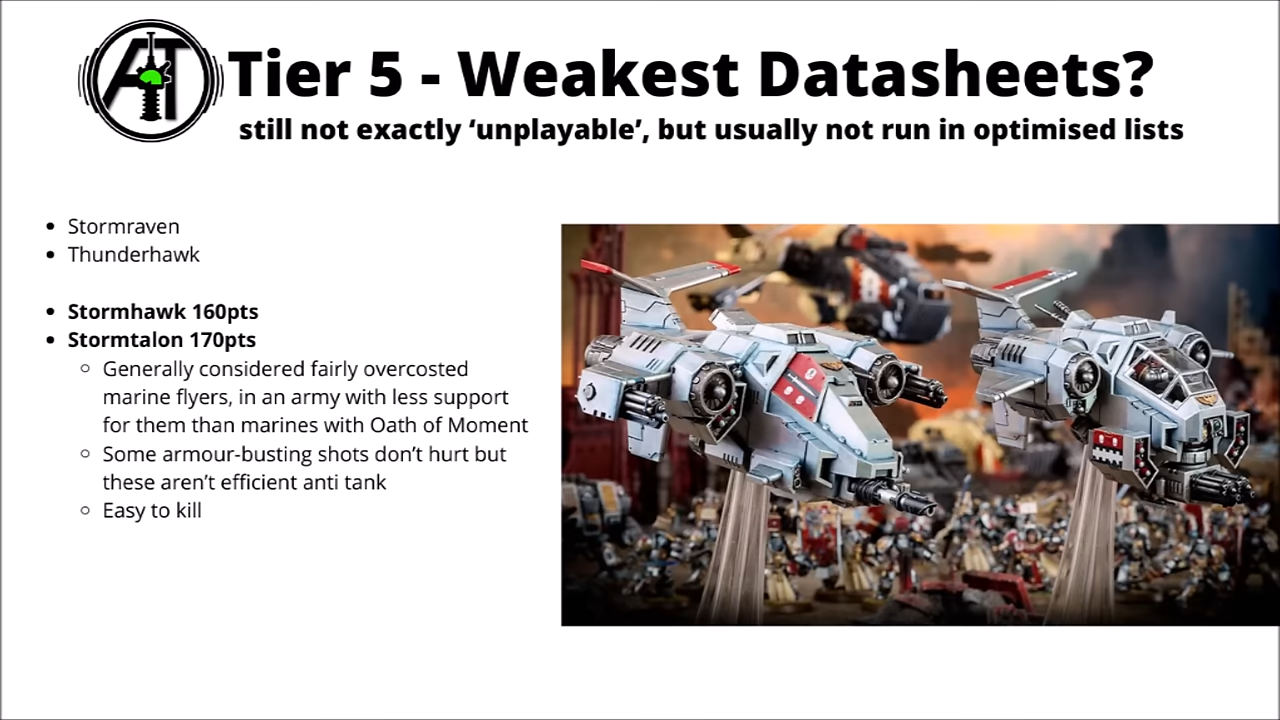 AT
Tier 5 - Weakest Datasheets?
still not exactly ‘unplayable’, but usually not run in optimised lists
Stormraven
Thunderhawk
Stormhawk 160pts
Stormtalon 170pts
Generally considered fairly overcosted
marine flyers, in an army with less support
for them than marines with Oath of Moment
Some armour-busting shots don’t hurt but
these aren’t efficient anti tank
Easy to kill